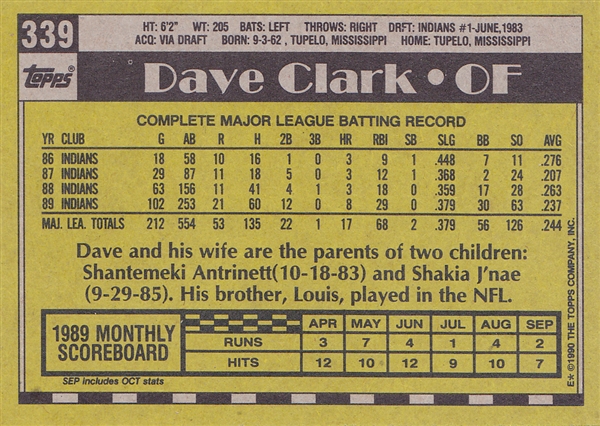 339
HT: 6'2" WT: 205 BATS: LEFT THROWS: RIGHT DRFT: INDIANS #1-JUNE,1983
ACQ: VIA DRAFT BORN: 9-3-62 , TUPELO, MISSISSIPPI HOME: TUPELO, MISSISSIPPI
Topps
Dave Clark • OF
COMPLETE MAJOR LEAGUE BATTING RECORD
YR CLUB G AB R H 2B 3B HR RBI SB SLG BB SO AVG
86 INDIANS 18 58 10 16 1 0 3 9 1 .448 7 11 .276
87 INDIANS 29 87 11 18 5 0 3 12 1 .368 2 24 .207
88 INDIANS 63 156 11 41 4 1 3 18 0 .359 17 28 .263
89 INDIANS 102 253 21 60 12 0 8 29 0 .379 30 63 .237
MAJ. LEA. TOTALS 212 554 53 135 22 1 17 68 2 .379 56 126 .244
Dave and his wife are the parents of two children:
Shantemeki Antrinett(10-18-83) and Shakia J'nae
(9-29-85). His brother, Louis, played in the NFL.
1989 MONTHLY
SCOREBOARD
APR MAY JUN JUL AUG SEP
RUNS 3 7 4 1 4 2
HITS 12 10 12 9 10 7
SEP includes OCT stats
E* ©1990 THE TOPPS COMPANY, INC.